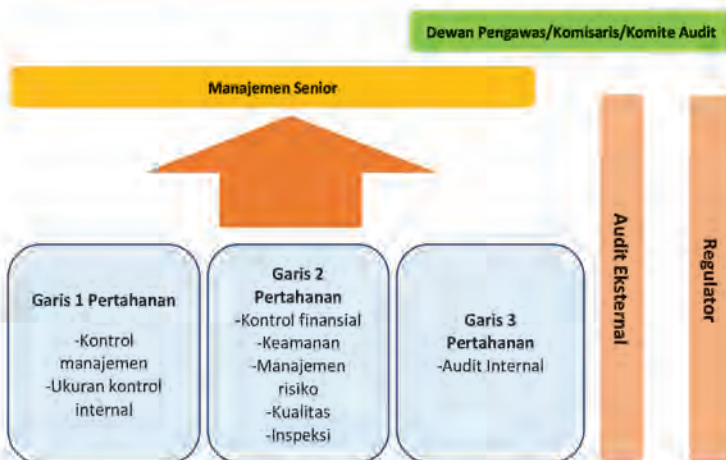 Dewan Pengawas/Komisaris/Komite Audit
Manajemen Senior
Garis 1 Pertahanan
-Kontrol
manajemen
-Ukuran kontrol
internal
Garis 2
Pertahanan
-Kontrol finansial
-Keamanan
-Manajemen
risiko
-Kualitas
-Inspeksi
Garis 3
Pertahanan
-Audit Internal
Audit Eksternal
Regulator